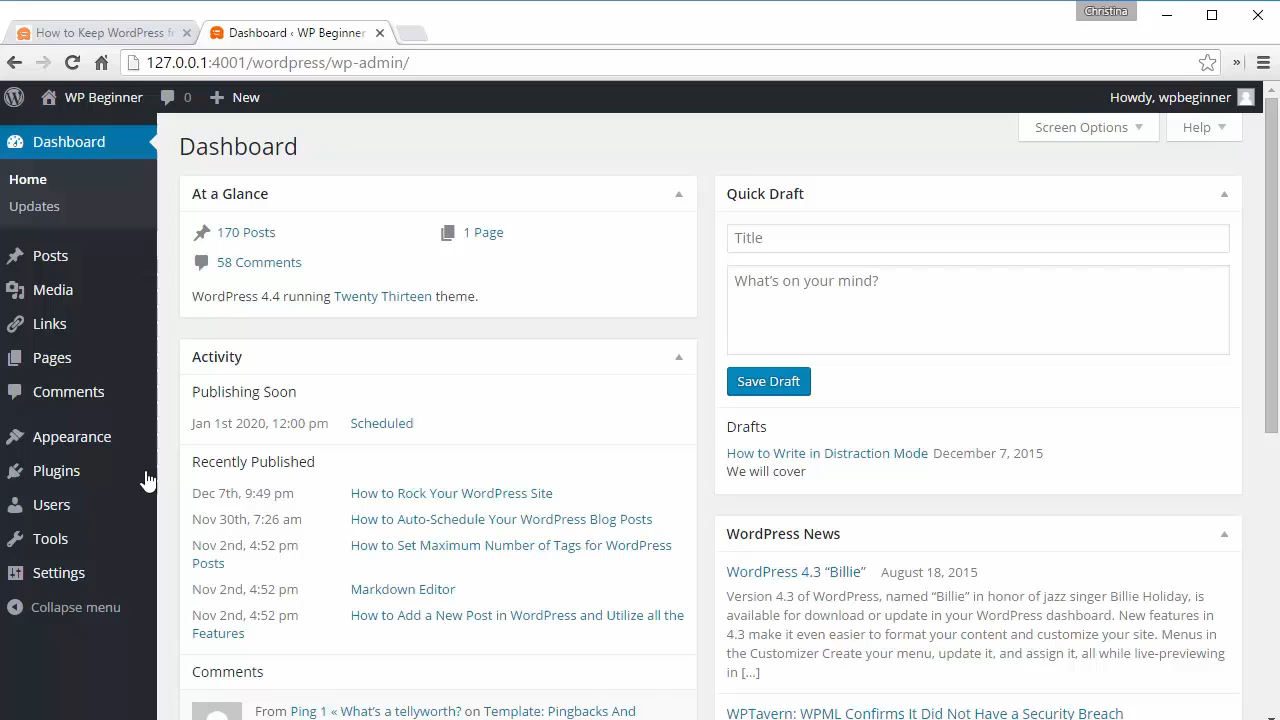 Christina
How to Keep WordPress f
Dashboard ‹ WP Beginner
127.0.0.1:4001/wordpress/wp-admin/
WP Beginner
0
New
Howdy, wpbeginner
Dashboard
Home
Updates
Posts
Media
Links
Pages
Comments
Appearance
Plugins
Users
Tools
Settings
Collapse menu
Screen Options
Help
Dashboard
At a Glance
170 Posts
1 Page
58 Comments
WordPress 4.4 running Twenty Thirteen theme.
Activity
Publishing Soon
Jan 1st 2020, 12:00 pm Scheduled
Recently Published
Dec 7th, 9:49 pm How to Rock Your WordPress Site
Nov 30th, 7:26 am How to Auto-Schedule Your WordPress Blog Posts
Nov 2nd, 4:52 pm How to Set Maximum Number of Tags for WordPress
Posts
Nov 2nd, 4:52 pm Markdown Editor
Nov 2nd, 4:52 pm How to Add a New Post in WordPress and Utilize all the
Features
Comments
From Ping 1 « What's a tellyworth? on Template: Pingbacks And
Quick Draft
Title
What's on your mind?
Save Draft
Drafts
How to Write in Distraction Mode December 7, 2015
We will cover
WordPress News
WordPress 4.3 “Billie” August 18, 2015
Version 4.3 of WordPress, named “Billie” in honor of jazz singer Billie Holiday, is
available for download or update in your WordPress dashboard. New features in
4.3 make it even easier to format your content and customize your site. Menus in
the Customizer Create your menu, update it, and assign it, all while live-previewing
in […]
WPTavern: WPML Confirms It Did Not Have a Security Breach